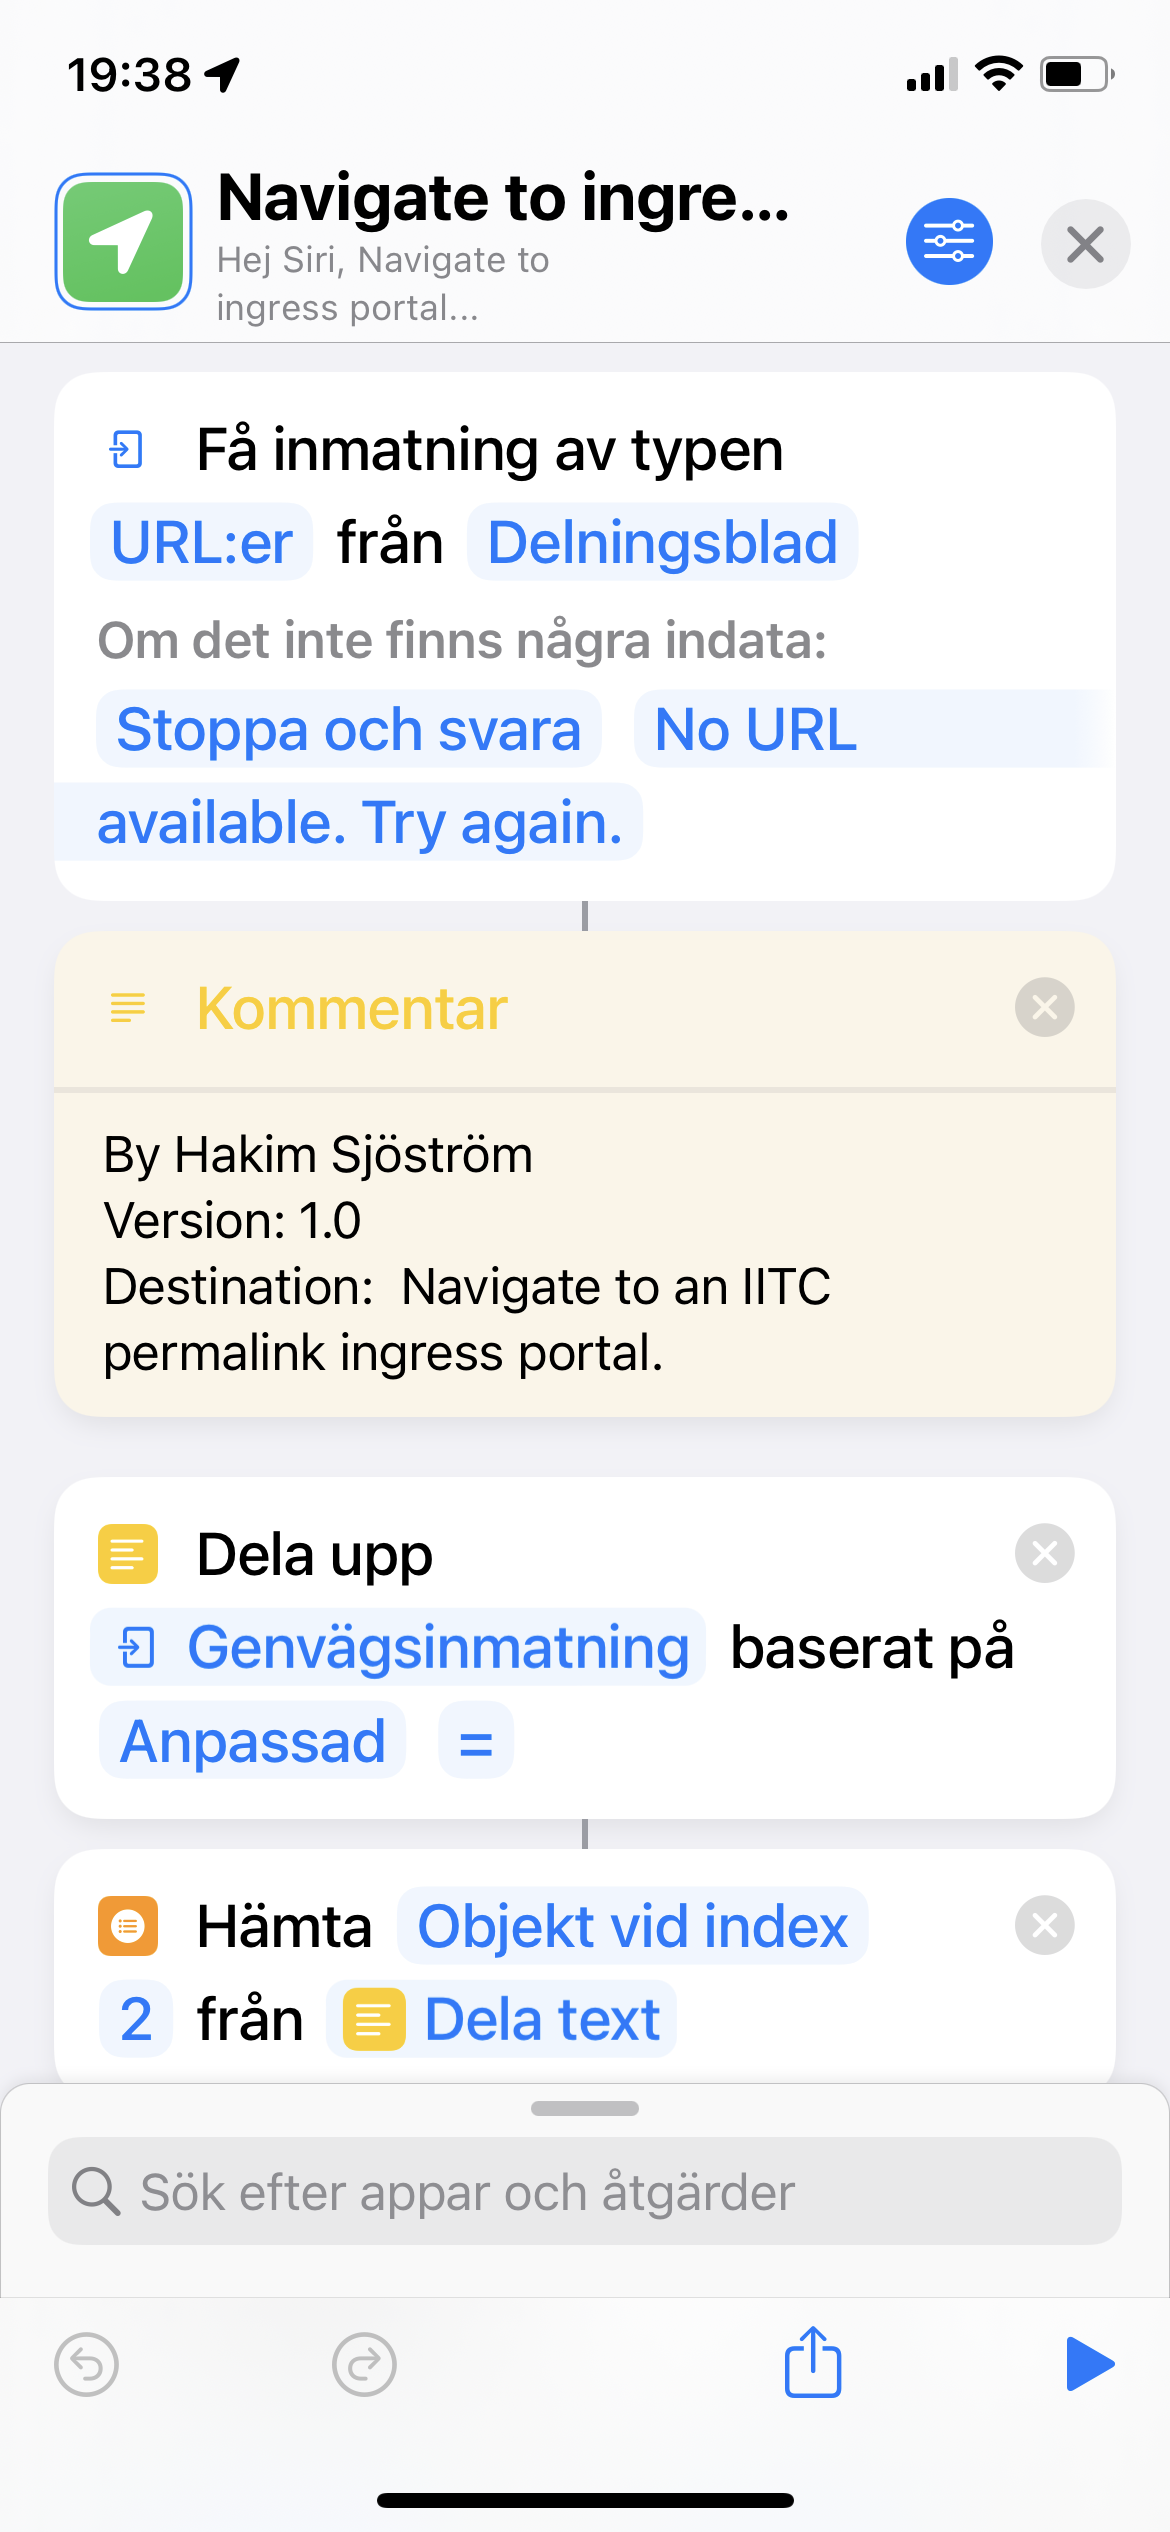 19:38
Navigate to ingre...
Hej Siri, Navigate to
ingress portal...
Få inmatning av typen
URL:er från Delningsblad
Om det inte finns några indata:
Stoppa och svara No URL
available. Try again.
Kommentar
By Hakim Sjöström
Version: 1.0
Destination:  Navigate to an IITC
permalink ingress portal.
Dela upp
Genvägsinmatning baserat på
Anpassad =
Hämta Objekt vid index
2 från Dela text
Sök efter appar och åtgärder